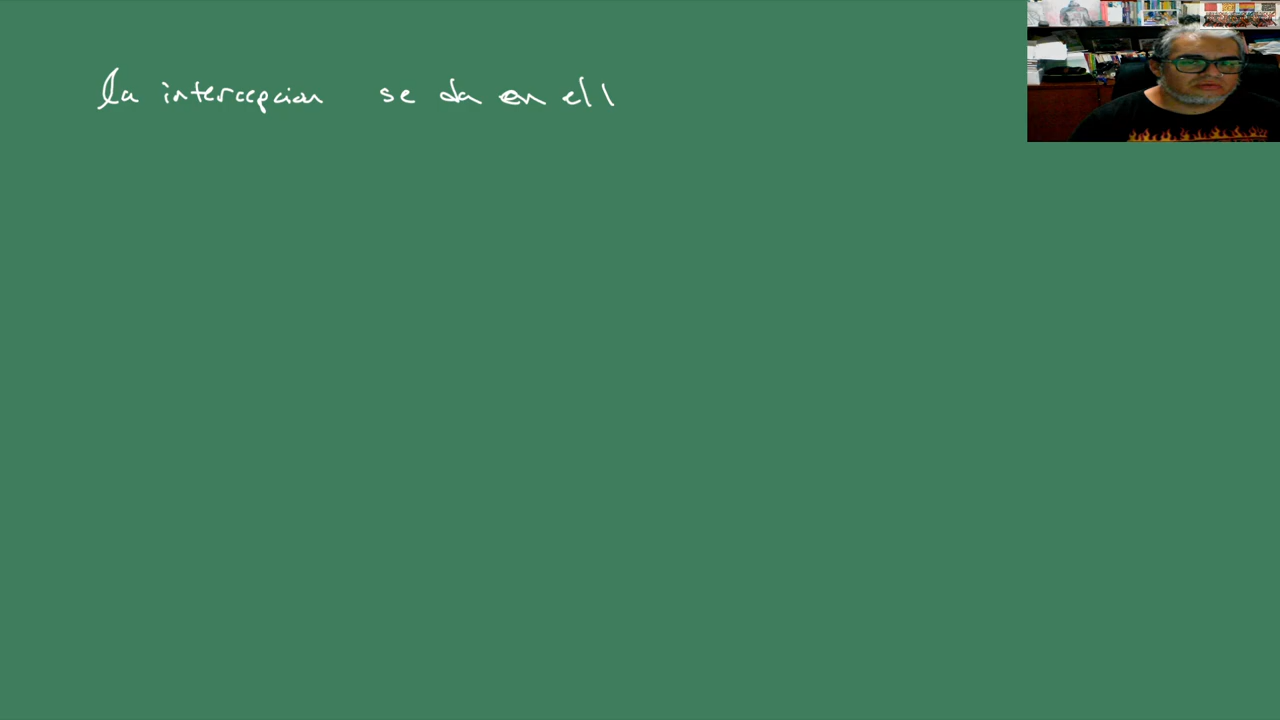 la intercepcion se da en el